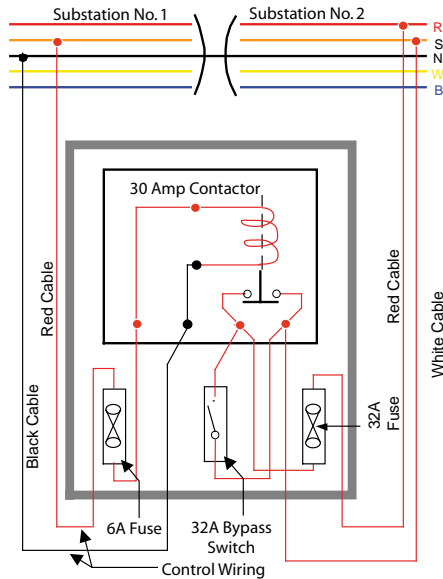 Substation No. 1
Substation No. 2
R
S
N
W
B
30 Amp Contactor
Red Cable
Black Cable
Red Cable
White Cable
32A
Fuse
6A Fuse
32A Bypass
Switch
Control Wiring